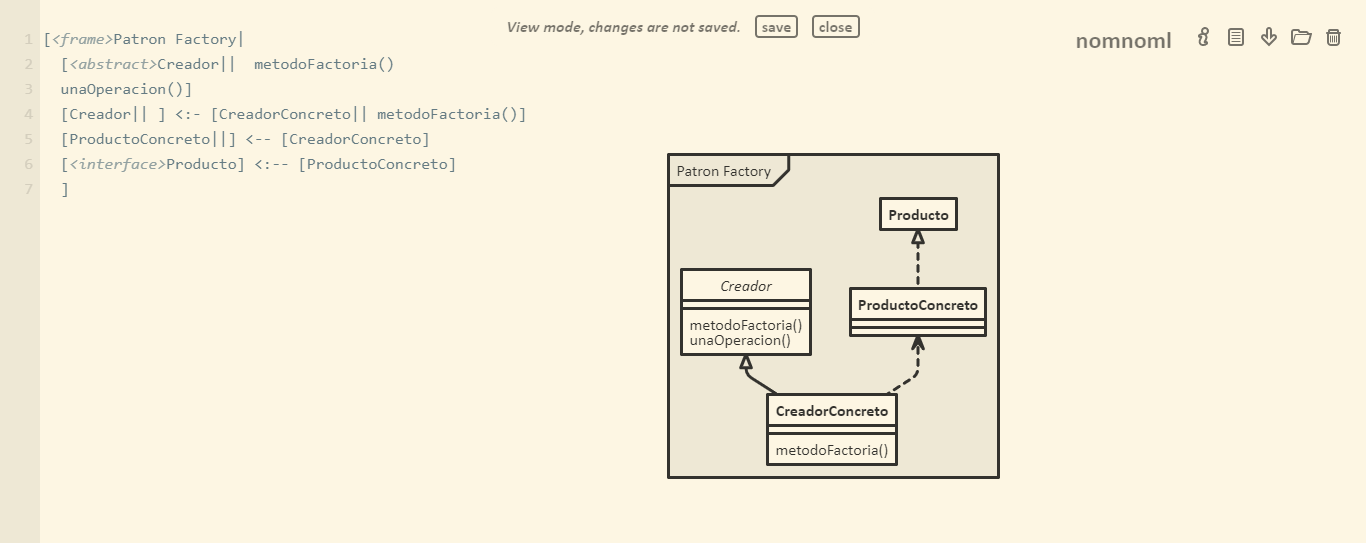 View mode, changes are not saved. save close
nomnoml
1 [<frame>Patron Factory|
2 [<abstract>Creador||  metodoFactoria()
3 unaOperacion()]
4 [Creador|| ] <:- [CreadorConcreto|| metodoFactoria()]
5 [ProductoConcreto||] <-- [CreadorConcreto]
6 [<interface>Producto] <:-- [ProductoConcreto]
7 ]
Patron Factory
Producto
Creador
metodoFactoria()
unaOperacion()
ProductoConcreto
CreadorConcreto
metodoFactoria()